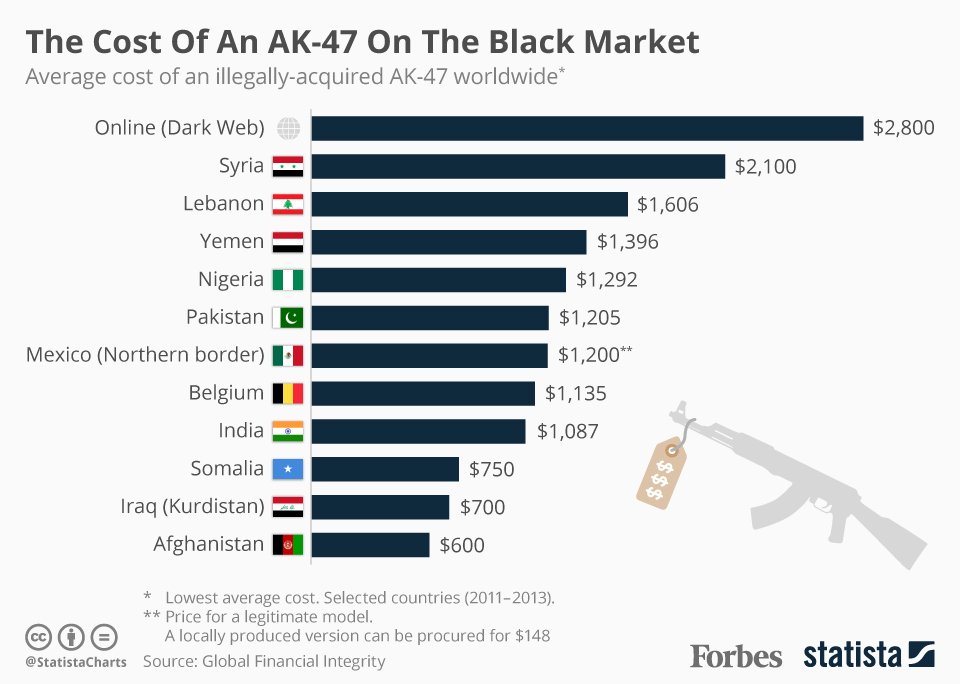 The Cost Of An AK-47 On The Black Market
Average cost of an illegally-acquired AK-47 worldwide*
Online (Dark Web) $2,800
Syria $2,100
Lebanon $1,606
Yemen $1,396
Nigeria $1,292
Pakistan $1,205
Mexico (Northern border) $1,200**
Belgium $1,135
India $1,087
Somalia $750
Iraq (Kurdistan) $700
Afghanistan $600
$$
$$
$$
* Lowest average cost. Selected countries (2011–2013).
** Price for a legitimate model.
A locally produced version can be procured for $148
cc
@StatistaCharts Source: Global Financial Integrity
Forbes statista